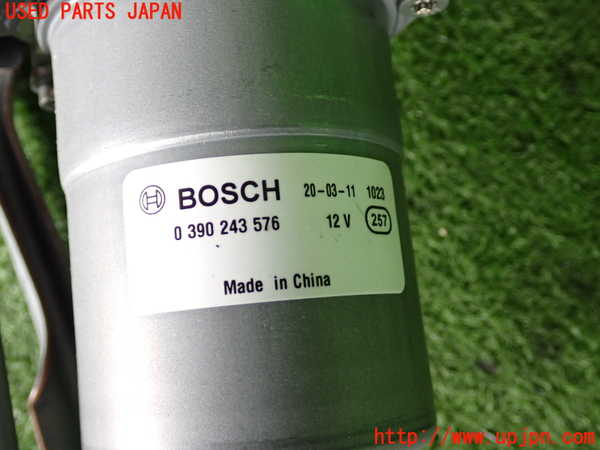 USED PARTS JAPAN
BOSCH 20-03-11 1023
0 390 243 576 12 V 257
Made in China
http://www.upjpn.com/